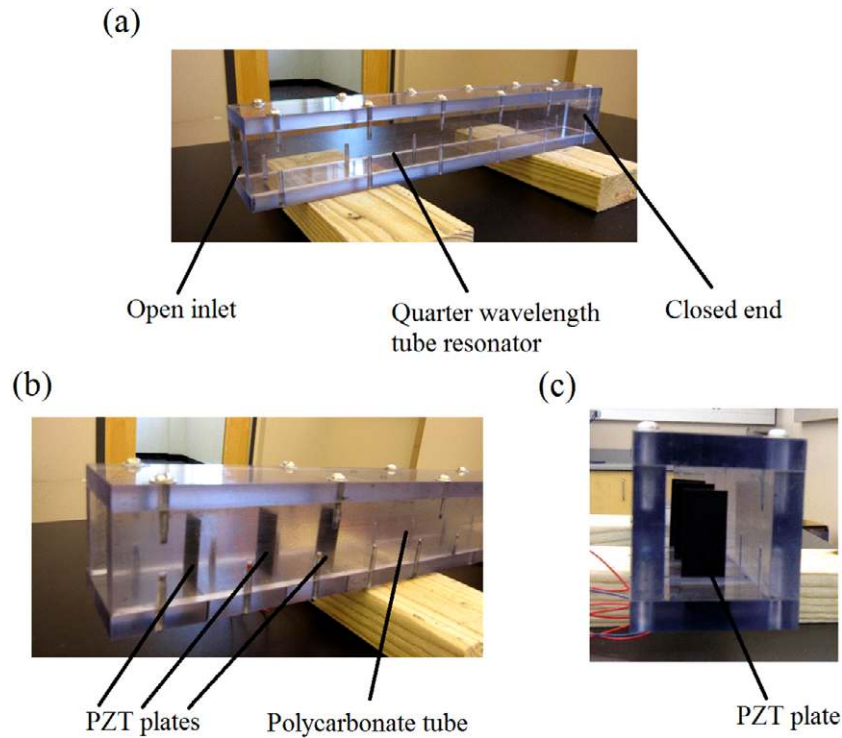 (a)
Open inlet
Quarter wavelength
tube resonator
Closed end
(b)
(c)
PZT plates
Polycarbonate tube
PZT plate